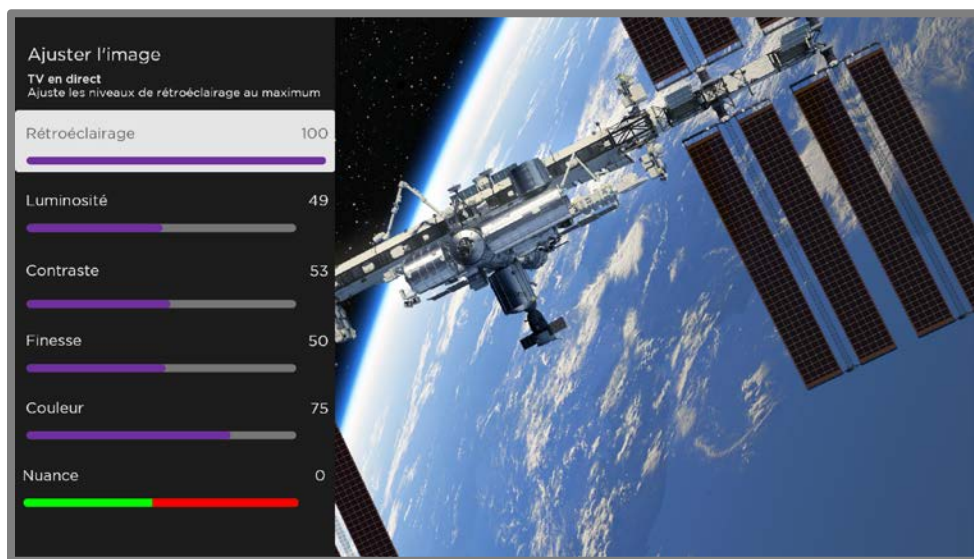 Ajuster l'image
TV en direct
Ajuste les niveaux de rétroéclairage au maximum
Rétroéclairage 100
Luminosité 49
Contraste 53
Finesse 50
Couleur 75
Nuance 0